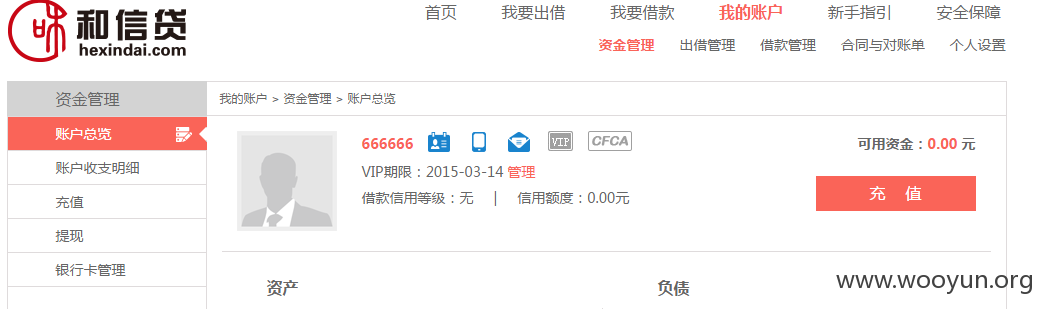 和信贷
hexindai.com
首页 我要出借 我要借款 我的账户 新手指引 安全保障
资金管理 出借管理 借款管理 合同与对账单 个人设置
资金管理
账户总览
账户收支明细
充值
提现
银行卡管理
我的账户 > 资金管理 > 账户总览
666666 VIP CFCA
VIP期限：2015-03-14 管理
借款信用等级：无 | 信用额度：0.00元
可用资金：0.00 元
充 值
资产 负债
www.wooyun.org